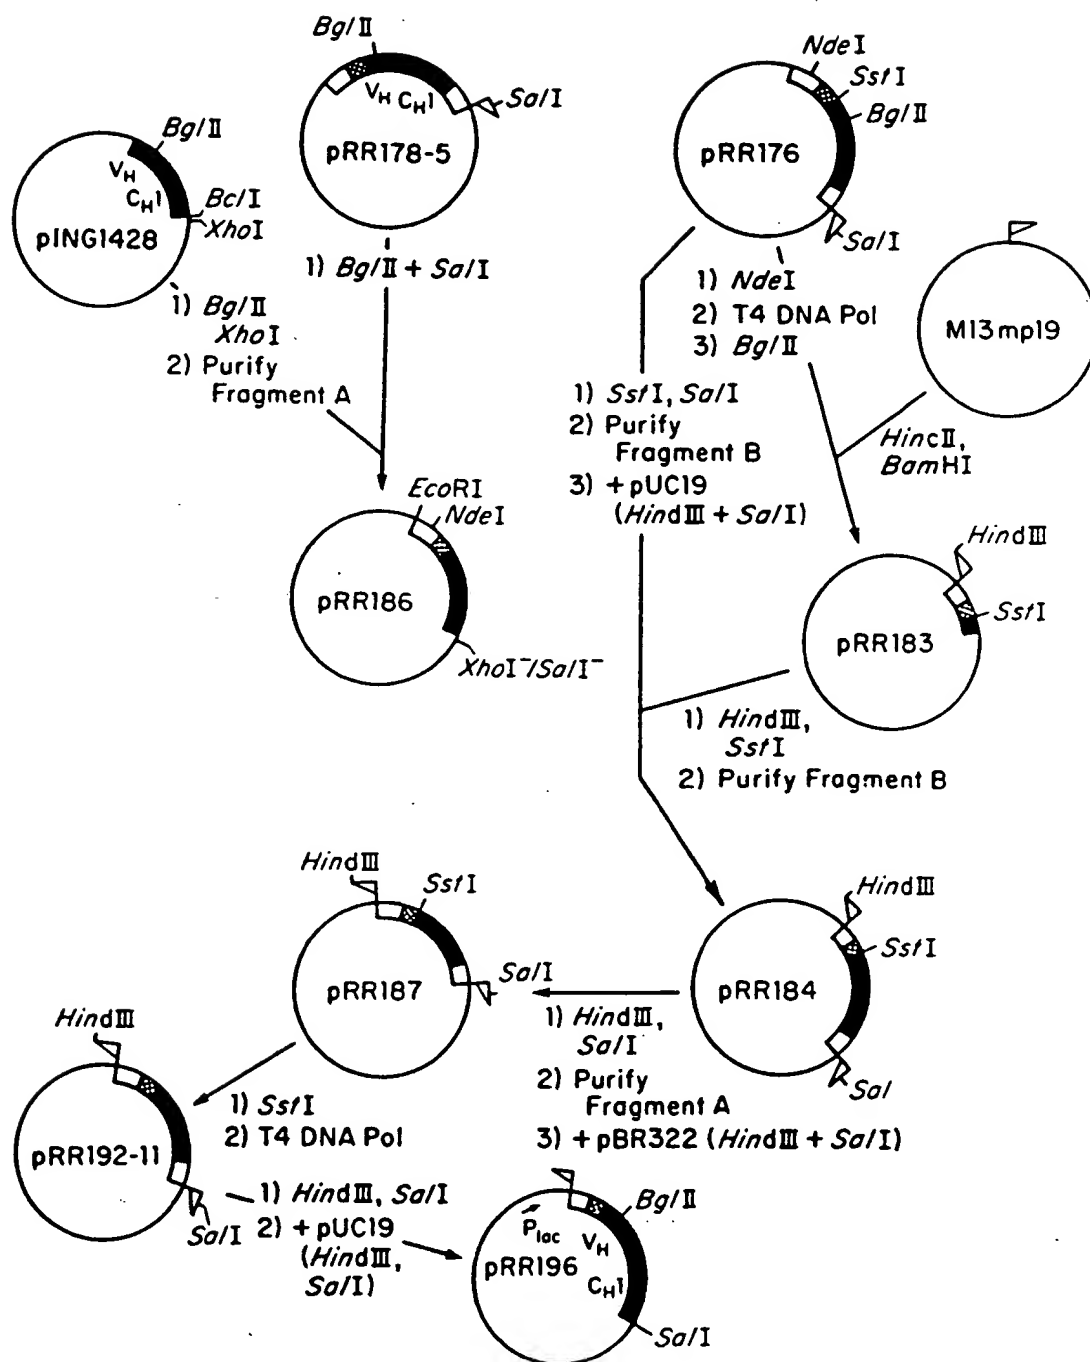 BglII
VH CH1
SalI
pRR178-5
BglII
VH
CH1
BclI
XhoI
pING1428
1) BglII
XhoI
2) Purify
Fragment A
1) BglII + SalI
NdeI
SstI
BglII
pRR176
SalI
1) NdeI
2) T4 DNA Pol
3) BglII
M13mp19
HincII,
BamHI
1) SstI, SalI
2) Purify
Fragment B
3) +pUC19
(HindIII + SalI)
EcoRI
NdeI
pRR186
XhoI⁻/SalI⁻
HindIII
SstI
pRR183
1) HindIII,
SstI
2) Purify Fragment B
HindIII
SstI
pRR184
Sal
1) HindIII,
SalI
2) Purify
Fragment A
3) +pBR322 (HindIII + SalI)
HindIII
SstI
SalI
pRR187
1) SstI
2) T4 DNA Pol
HindIII
pRR192-11
SalI
1) HindIII, SalI
2) +pUC19
(HindIII,
SalI)
BglII
Plac
VH
pRR196
CH1
SalI